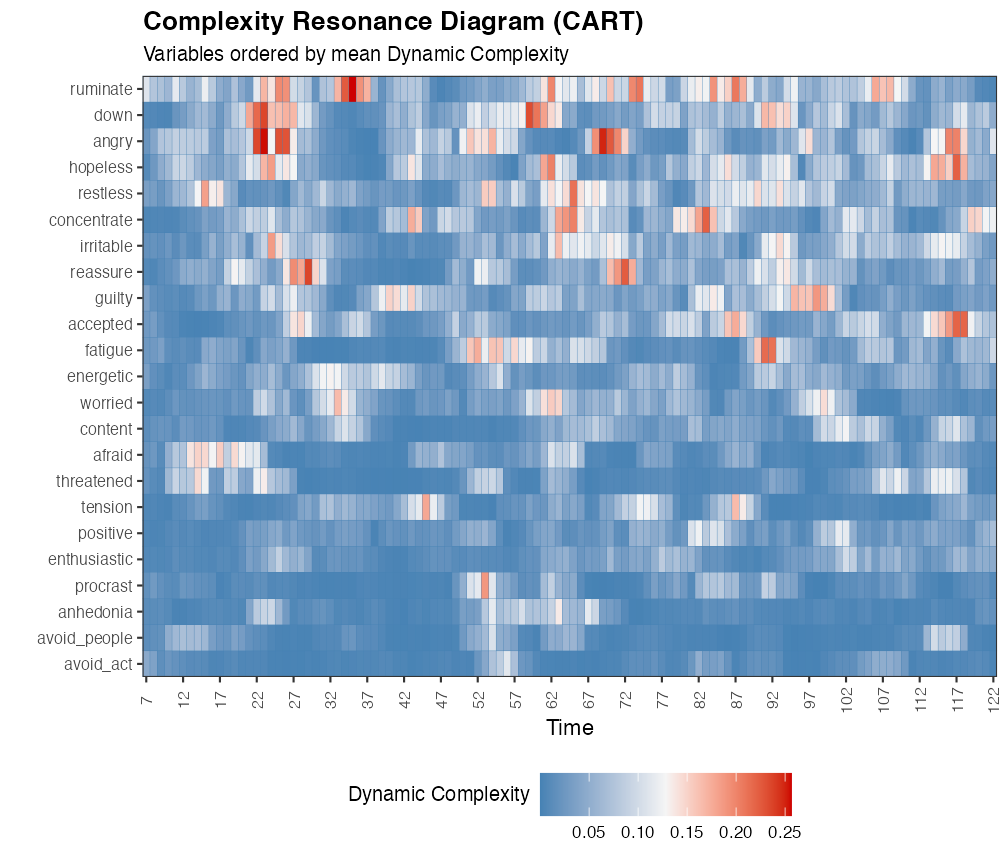 Complexity Resonance Diagram (CART)
Variables ordered by mean Dynamic Complexity
ruminate
down
angry
hopeless
restless
concentrate
irritable
reassure
guilty
accepted
fatigue
energetic
worried
content
afraid
threatened
tension
positive
enthusiastic
procrast
anhedonia
avoid_people
avoid_act
7 12 17 22 27 32 37 42 47 52 57 62 67 72 77 82 87 92 97 102 107 112 117 122
Time
Dynamic Complexity
0.05 0.10 0.15 0.20 0.25